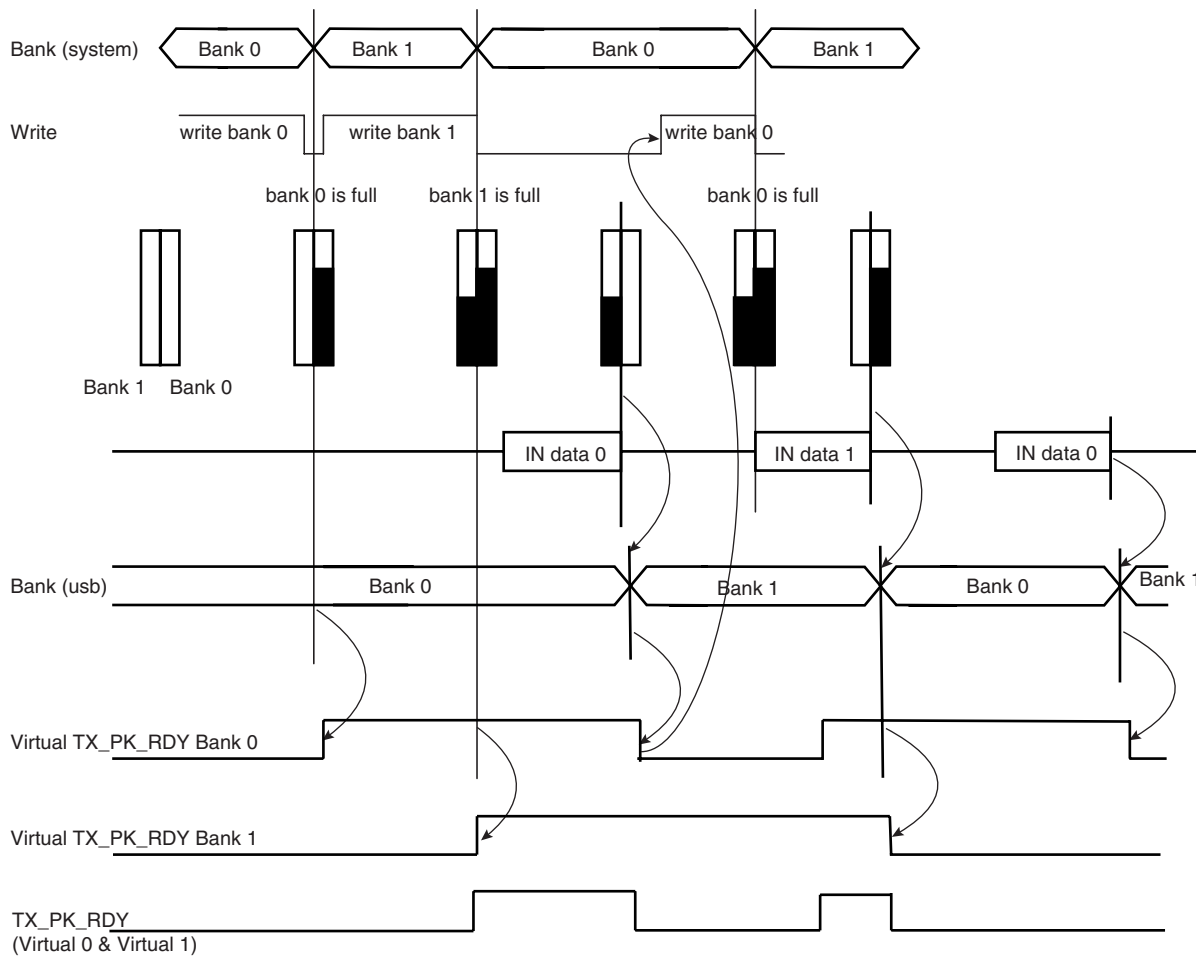 Bank (system)
Bank 0
Bank 1
Bank 0
Bank 1
Write
write bank 0
write bank 1
write bank 0
bank 0 is full
bank 1 is full
bank 0 is full
Bank 1
Bank 0
IN data 0
IN data 1
IN data 0
Bank (usb)
Bank 0
Bank 1
Bank 0
Bank 1
Virtual TX_PK_RDY Bank 0
Virtual TX_PK_RDY Bank 1
TX_PK_RDY
(Virtual 0 & Virtual 1)